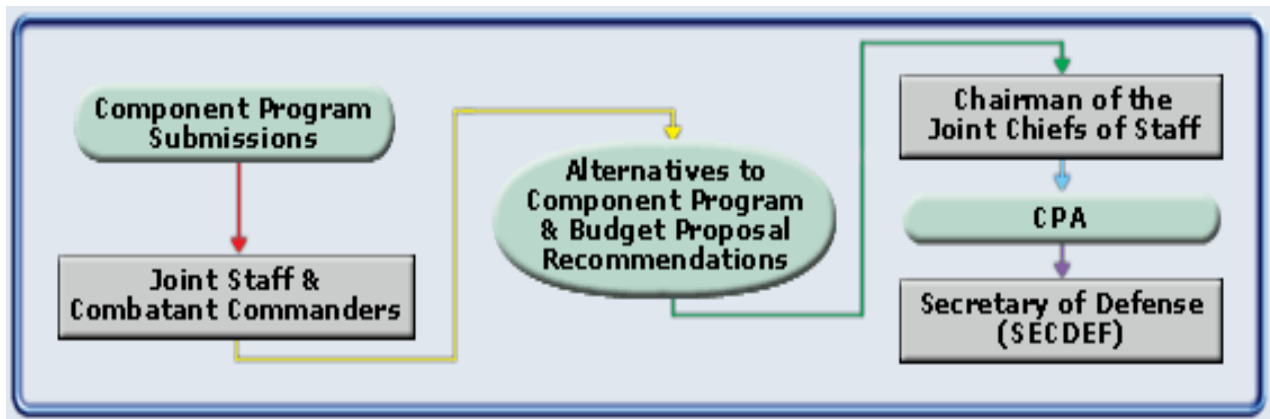 Component Program
Submissions
Joint Staff &
Combatant Commanders
Alternatives to
Component Program
& Budget Proposal
Recommendations
Chairman of the
Joint Chiefs of Staff
CPA
Secretary of Defense
(SECDEF)